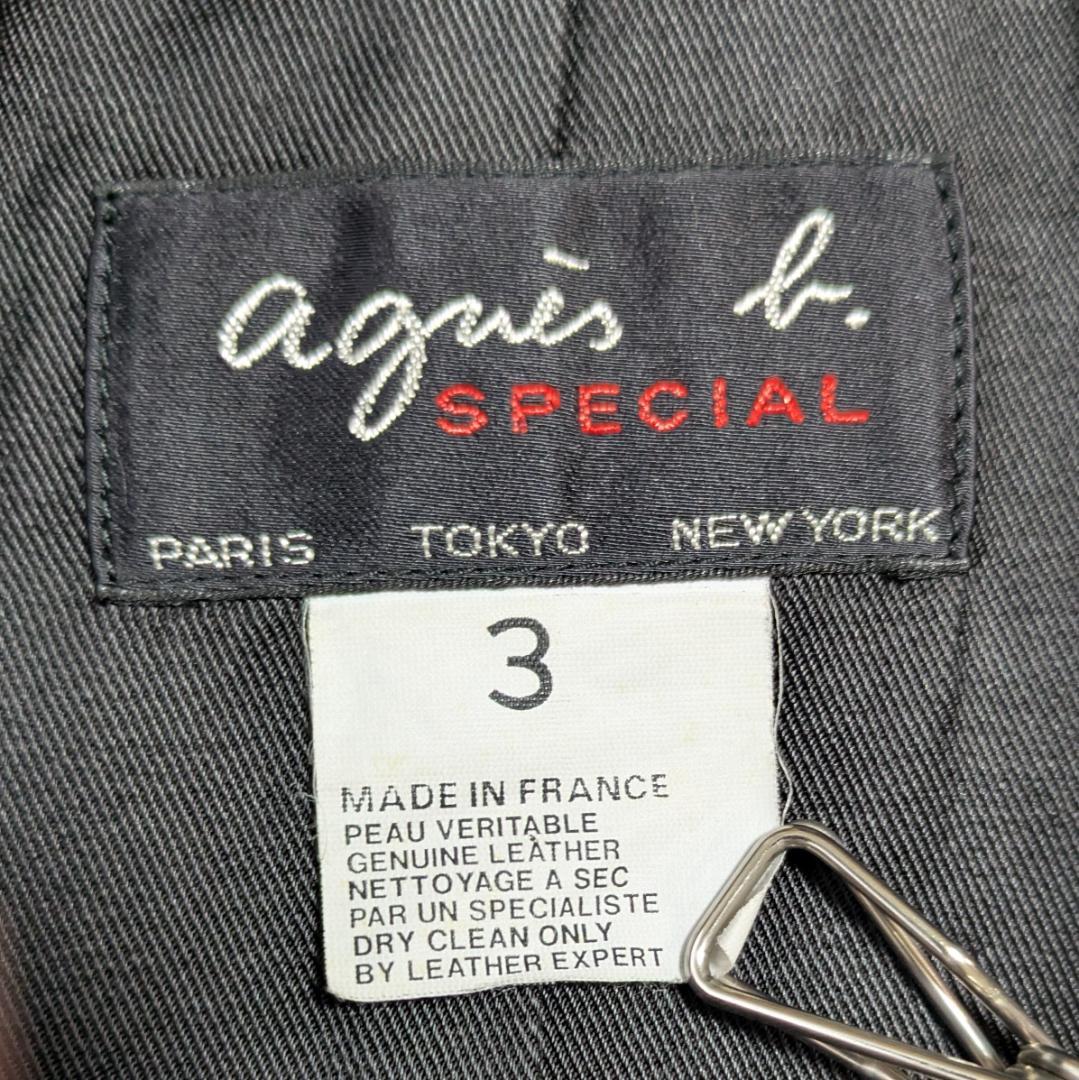 agnès b.
SPECIAL
PARIS TOKYO NEW YORK
3
MADE IN FRANCE
PEAU VERITABLE
GENUINE LEATHER
NETTOYAGE A SEC
PAR UN SPECIALISTE
DRY CLEAN ONLY
BY LEATHER EXPERT